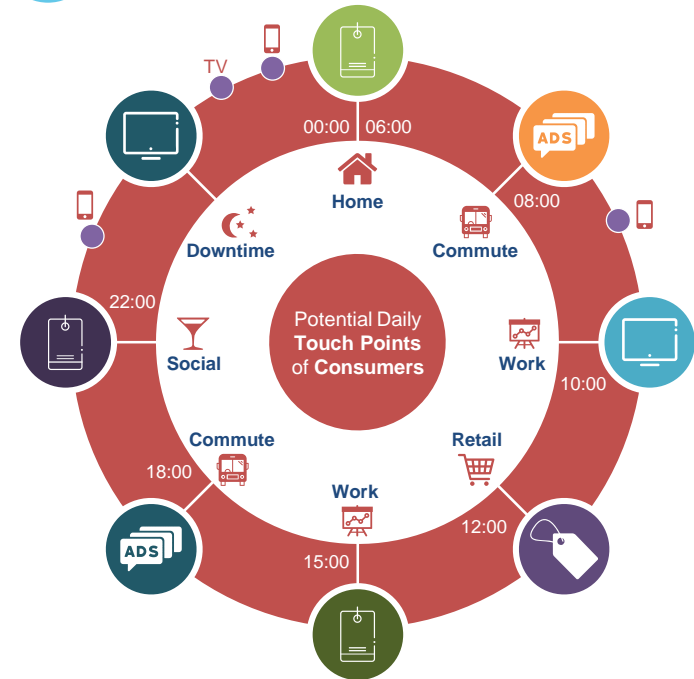 TV
00:00
06:00
ADS
Home
08:00
Downtime
Commute
22:00
Potential Daily
Touch Points
of Consumers
Social
Work
10:00
Commute
Retail
18:00
Work
12:00
ADS
15:00